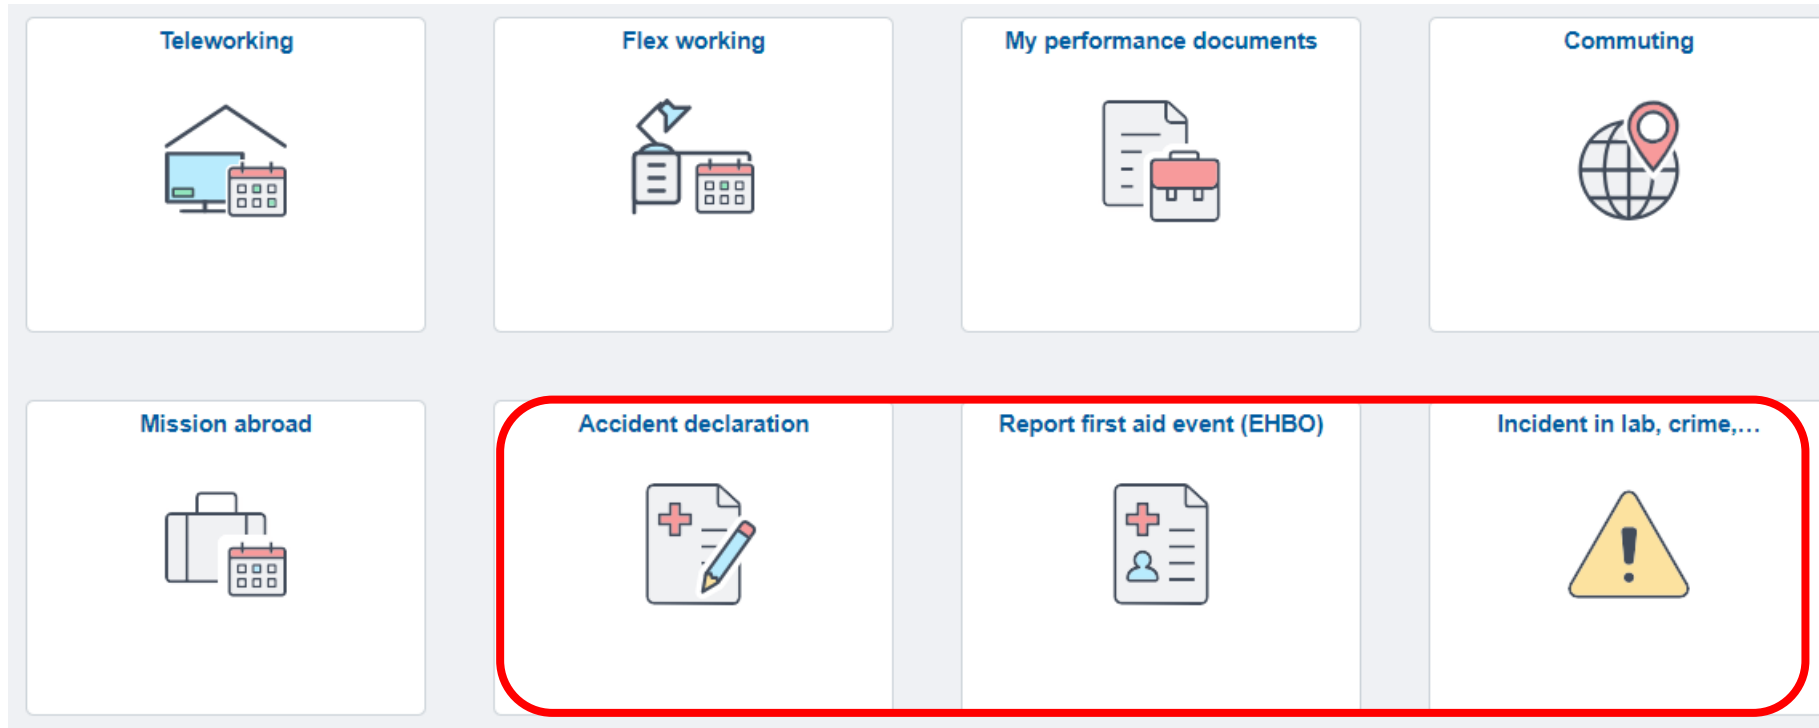 Teleworking
Flex working
My performance documents
Commuting
Mission abroad
Accident declaration
Report first aid event (EHBO)
Incident in lab, crime,...